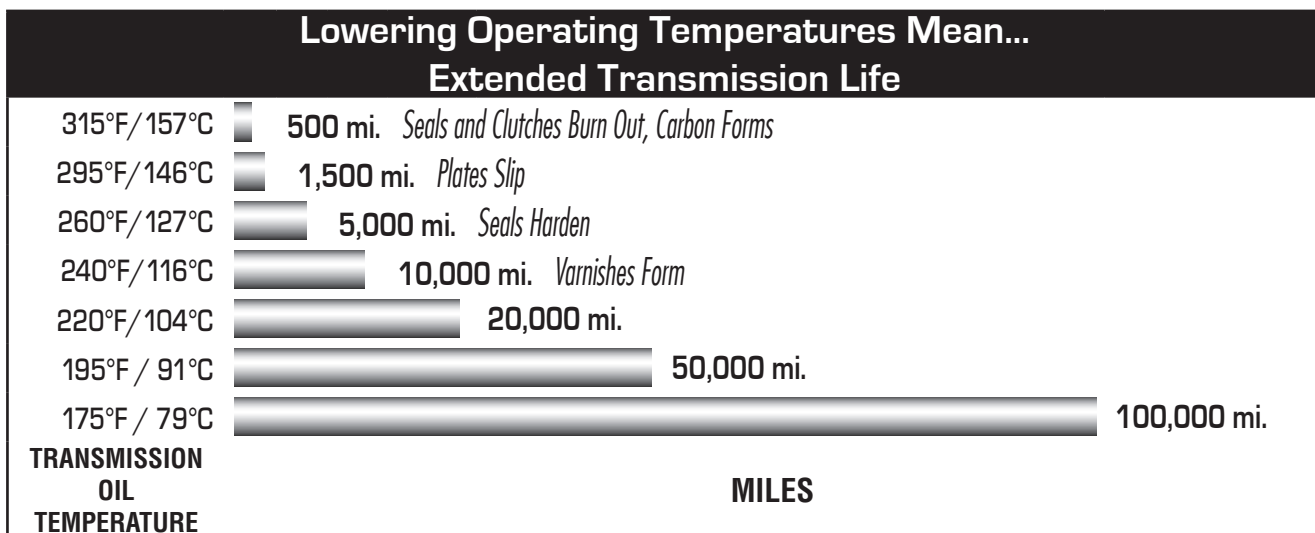 Lowering Operating Temperatures Mean...
Extended Transmission Life
315°F/157°C 500 mi. Seals and Clutches Burn Out, Carbon Forms
295°F/146°C 1,500 mi. Plates Slip
260°F/127°C 5,000 mi. Seals Harden
240°F/116°C 10,000 mi. Varnishes Form
220°F/104°C 20,000 mi.
195°F / 91°C 50,000 mi.
175°F / 79°C 100,000 mi.
TRANSMISSION
OIL
TEMPERATURE
MILES